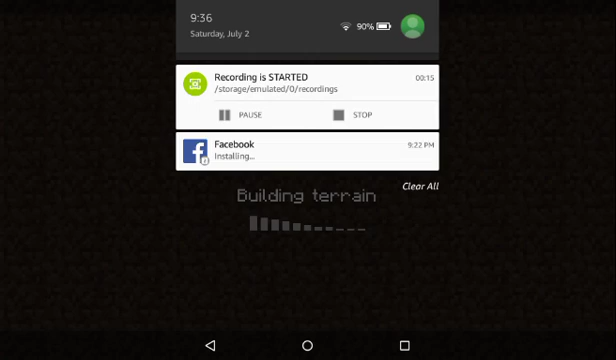 9:36
90%
Saturday, July 2
Recording is STARTED
00:15
/storage/emulated/0/recordings
PAUSE
STOP
Facebook
9:22 PM
Installing...
Clear All
Building terrain